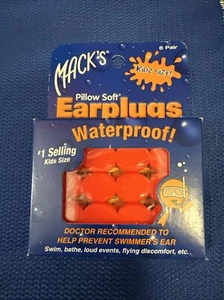 6 Pair
MACK'S
Kids Size!
Pillow Soft
Earplugs
Waterproof!
#1 Selling
Kids Size
DOCTOR RECOMMENDED TO
HELP PREVENT SWIMMER'S EAR
Swim, bathe, loud events, flying discomfort, etc..